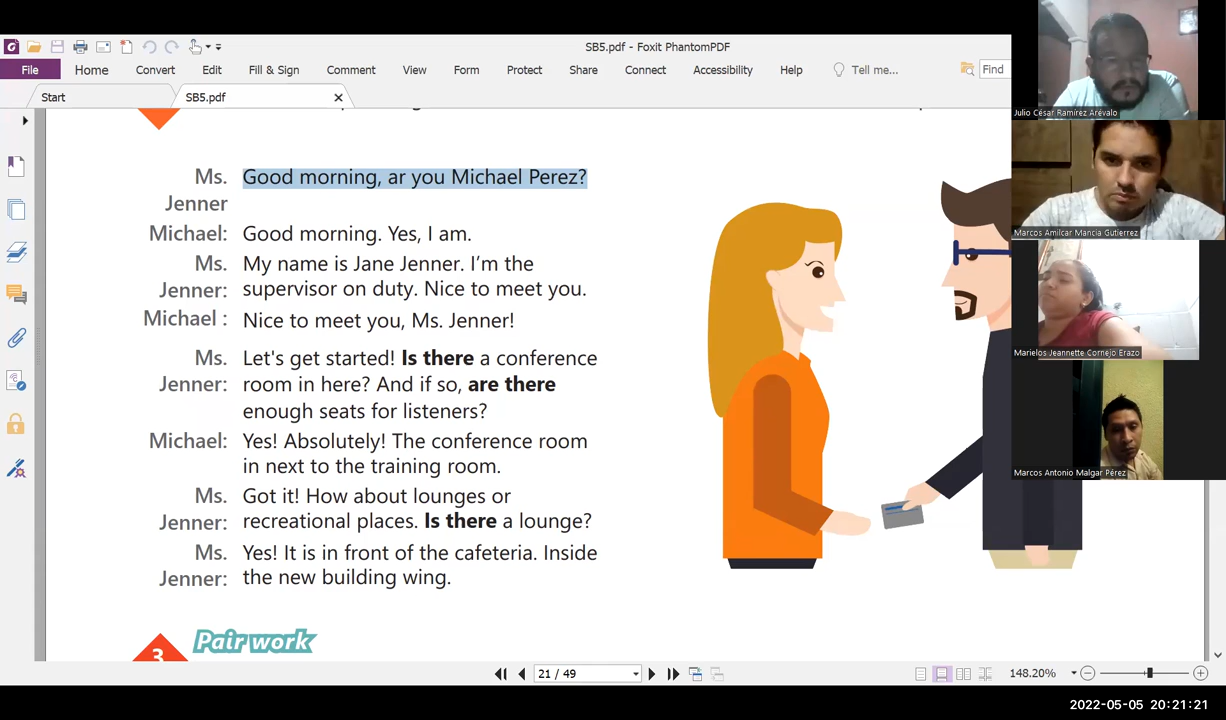 SB5.pdf - Foxit PhantomPDF
File Home Convert Edit Fill & Sign Comment View Form Protect Share Connect Accessibility Help Tell me... Find
Start SB5.pdf
Ms. Good morning, ar you Michael Perez?
Jenner
Michael: Good morning. Yes, I am.
Ms. My name is Jane Jenner. I'm the
Jenner: supervisor on duty. Nice to meet you.
Michael : Nice to meet you, Ms. Jenner!
Ms. Let's get started! Is there a conference
Jenner: room in here? And if so, are there
enough seats for listeners?
Michael: Yes! Absolutely! The conference room
in next to the training room.
Ms. Got it! How about lounges or
Jenner: recreational places. Is there a lounge?
Ms. Yes! It is in front of the cafeteria. Inside
Jenner: the new building wing.
3 Pair work
21 / 49
148.20%
Julio César Ramírez Arévalo
Marcos Amilcar Mancia Gutierrez
Marielos Jeannette Cornejo Erazo
Marcos Antonio Malgar Pérez
2022-05-05 20:21:21